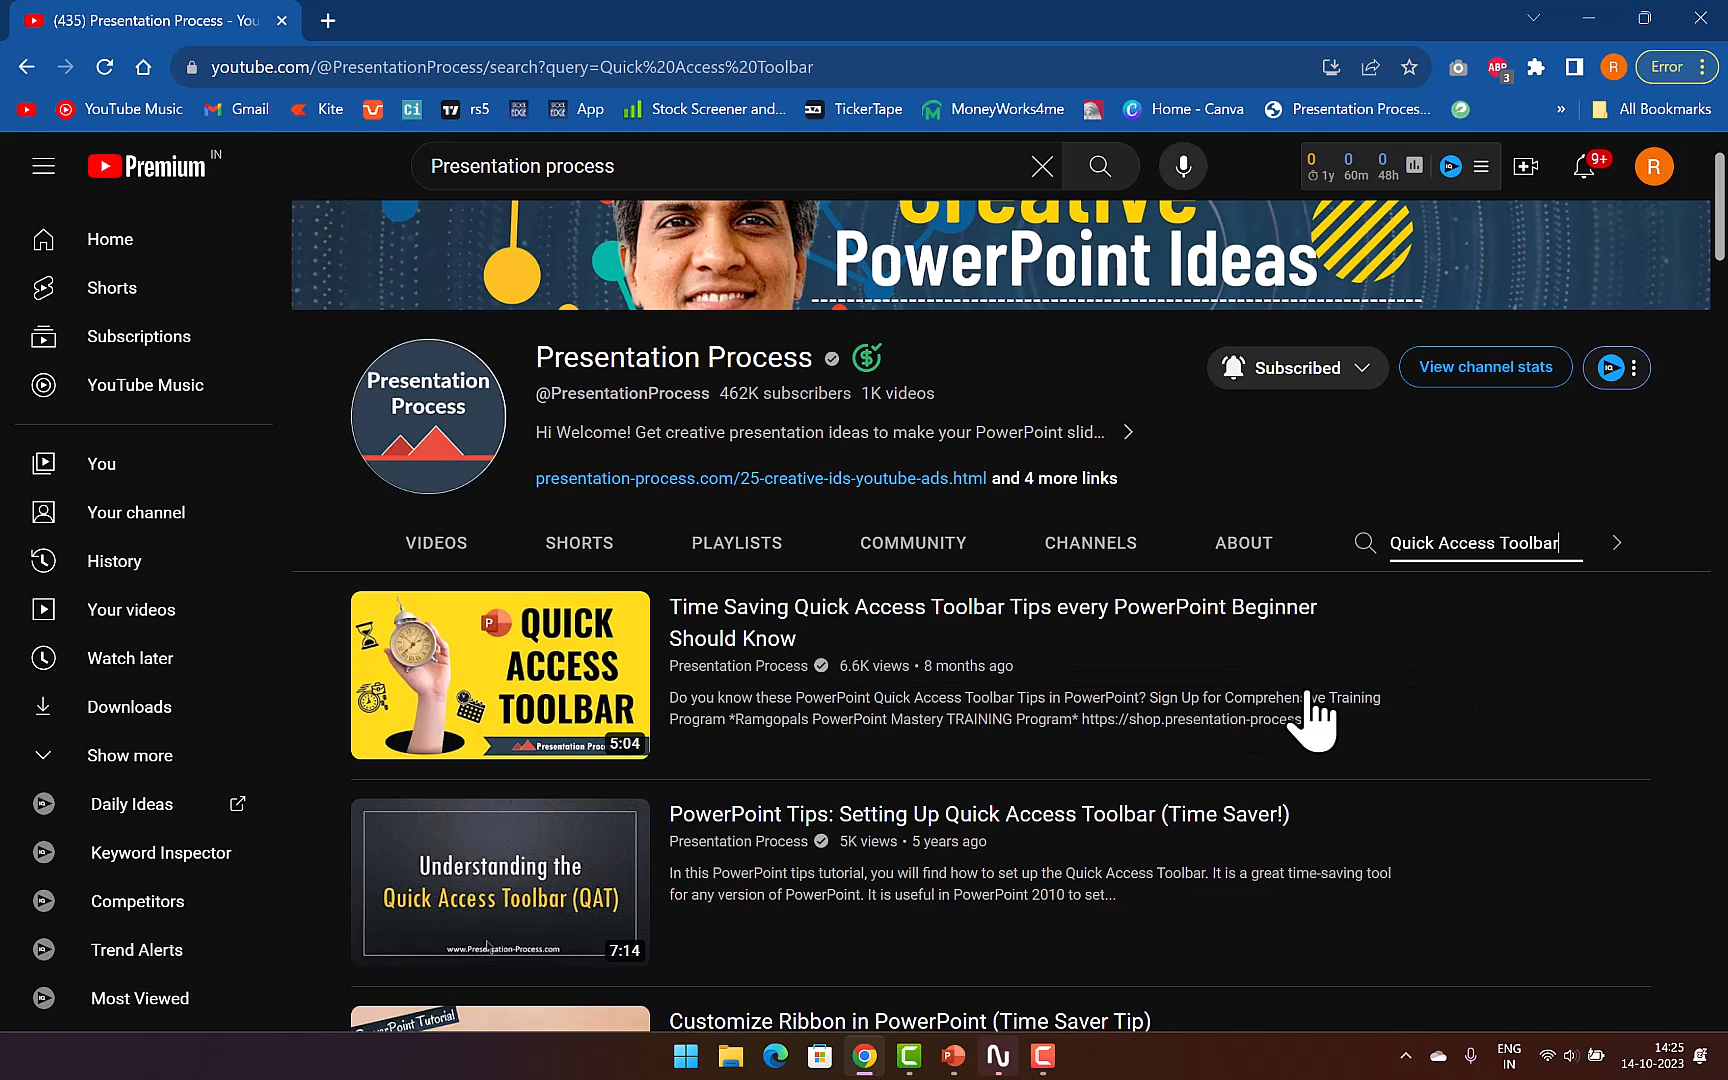 (435) Presentation Process - You
youtube.com/@PresentationProcess/search?query=Quick%20Access%20Toolbar
ABP
3
R
Error
YouTube Music
Gmail
Kite
Ci
rs5
App
Stock Screener and...
TickerTape
MoneyWorks4me
Home - Canva
Presentation Proces...
»
All Bookmarks
Premium
IN
Presentation process
0 0 0
1y 60m 48h
9+
R
Home
Shorts
Subscriptions
YouTube Music
You
Your channel
History
Your videos
Watch later
Downloads
Show more
Daily Ideas
Keyword Inspector
Competitors
Trend Alerts
Most Viewed
Creative
PowerPoint Ideas
Presentation
Process
Presentation Process
@PresentationProcess 462K subscribers 1K videos
Hi Welcome! Get creative presentation ideas to make your PowerPoint slid...
presentation-process.com/25-creative-ids-youtube-ads.html and 4 more links
Subscribed
View channel stats
VIDEOS SHORTS PLAYLISTS COMMUNITY CHANNELS ABOUT Quick Access Toolbar
QUICK
ACCESS
TOOLBAR
Presentation Proc
5:04
Time Saving Quick Access Toolbar Tips every PowerPoint Beginner
Should Know
Presentation Process 6.6K views • 8 months ago
Do you know these PowerPoint Quick Access Toolbar Tips in PowerPoint? Sign Up for Comprehensive Training
Program *Ramgopals PowerPoint Mastery TRAINING Program* https://shop.presentation-process
Understanding the
Quick Access Toolbar (QAT)
www.Presentation-Process.com
7:14
PowerPoint Tips: Setting Up Quick Access Toolbar (Time Saver!)
Presentation Process 5K views • 5 years ago
In this PowerPoint tips tutorial, you will find how to set up the Quick Access Toolbar. It is a great time-saving tool
for any version of PowerPoint. It is useful in PowerPoint 2010 to set...
PowerPoint Tutorial
Customize Ribbon in PowerPoint (Time Saver Tip)
ENG
IN
14:25
14-10-2023